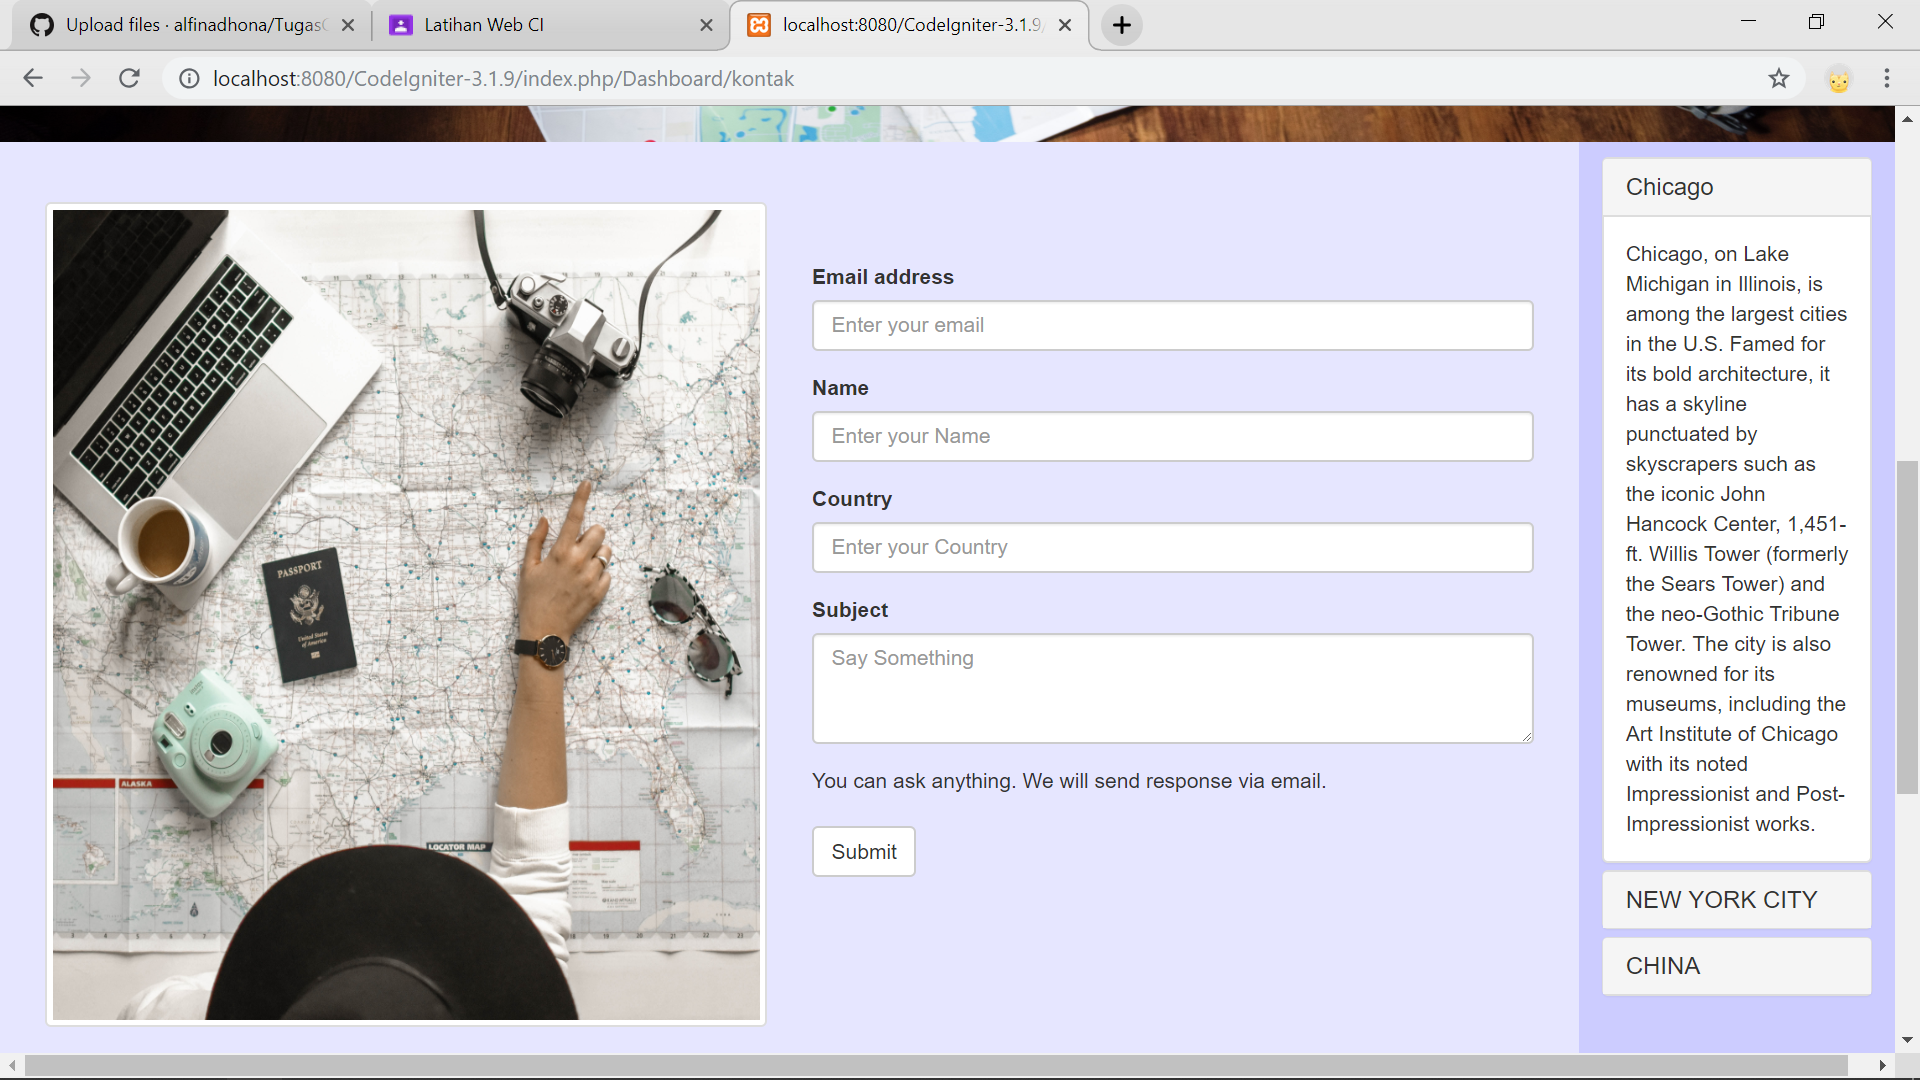 Upload files · alfinadhona/TugasC
Latihan Web CI
localhost:8080/CodeIgniter-3.1.9/
localhost:8080/CodeIgniter-3.1.9/index.php/Dashboard/kontak
PASSPORT
United States
of America
ALASKA
LOCATOR MAP
Email address
Enter your email
Name
Enter your Name
Country
Enter your Country
Subject
Say Something
You can ask anything. We will send response via email.
Submit
Chicago
Chicago, on Lake
Michigan in Illinois, is
among the largest cities
in the U.S. Famed for
its bold architecture, it
has a skyline
punctuated by
skyscrapers such as
the iconic John
Hancock Center, 1,451-
ft. Willis Tower (formerly
the Sears Tower) and
the neo-Gothic Tribune
Tower. The city is also
renowned for its
museums, including the
Art Institute of Chicago
with its noted
Impressionist and Post-
Impressionist works.
NEW YORK CITY
CHINA